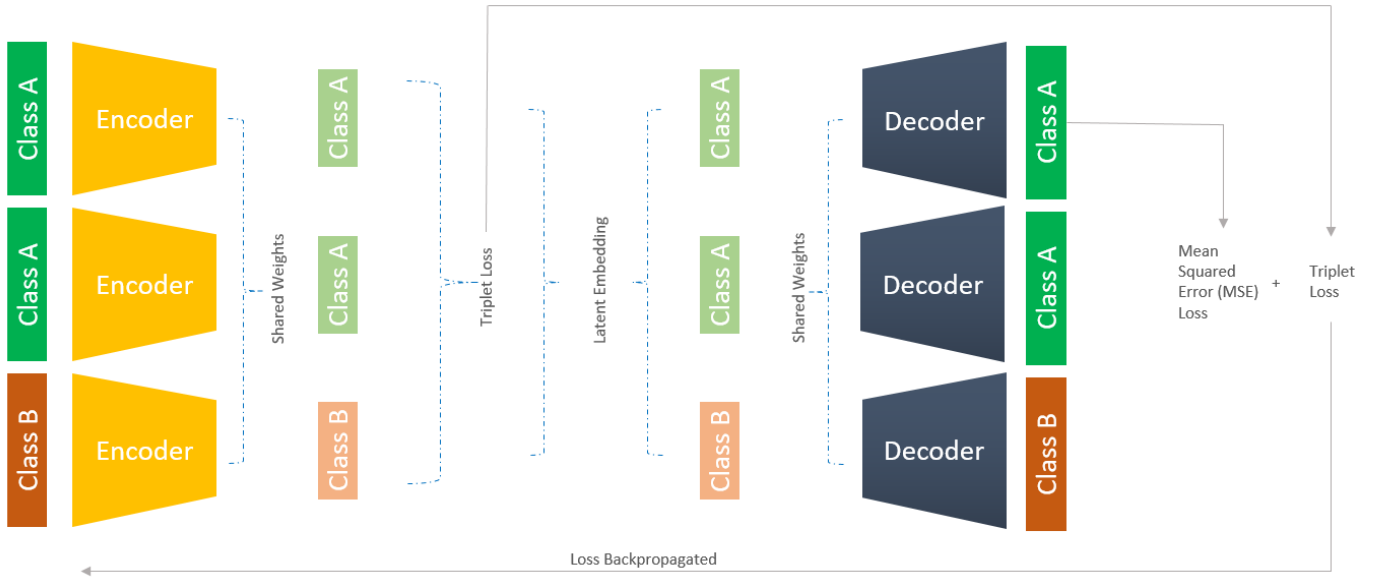 Class A
Encoder
Class A
Class A
Decoder
Class A
Class A
Encoder
Shared Weights
Class A
Triplet Loss
Latent Embedding
Class A
Shared Weights
Decoder
Class A
Mean
Squared
Error (MSE)
Loss
+
Triplet
Loss
Class B
Encoder
Class B
Class B
Decoder
Class B
Loss Backpropagated